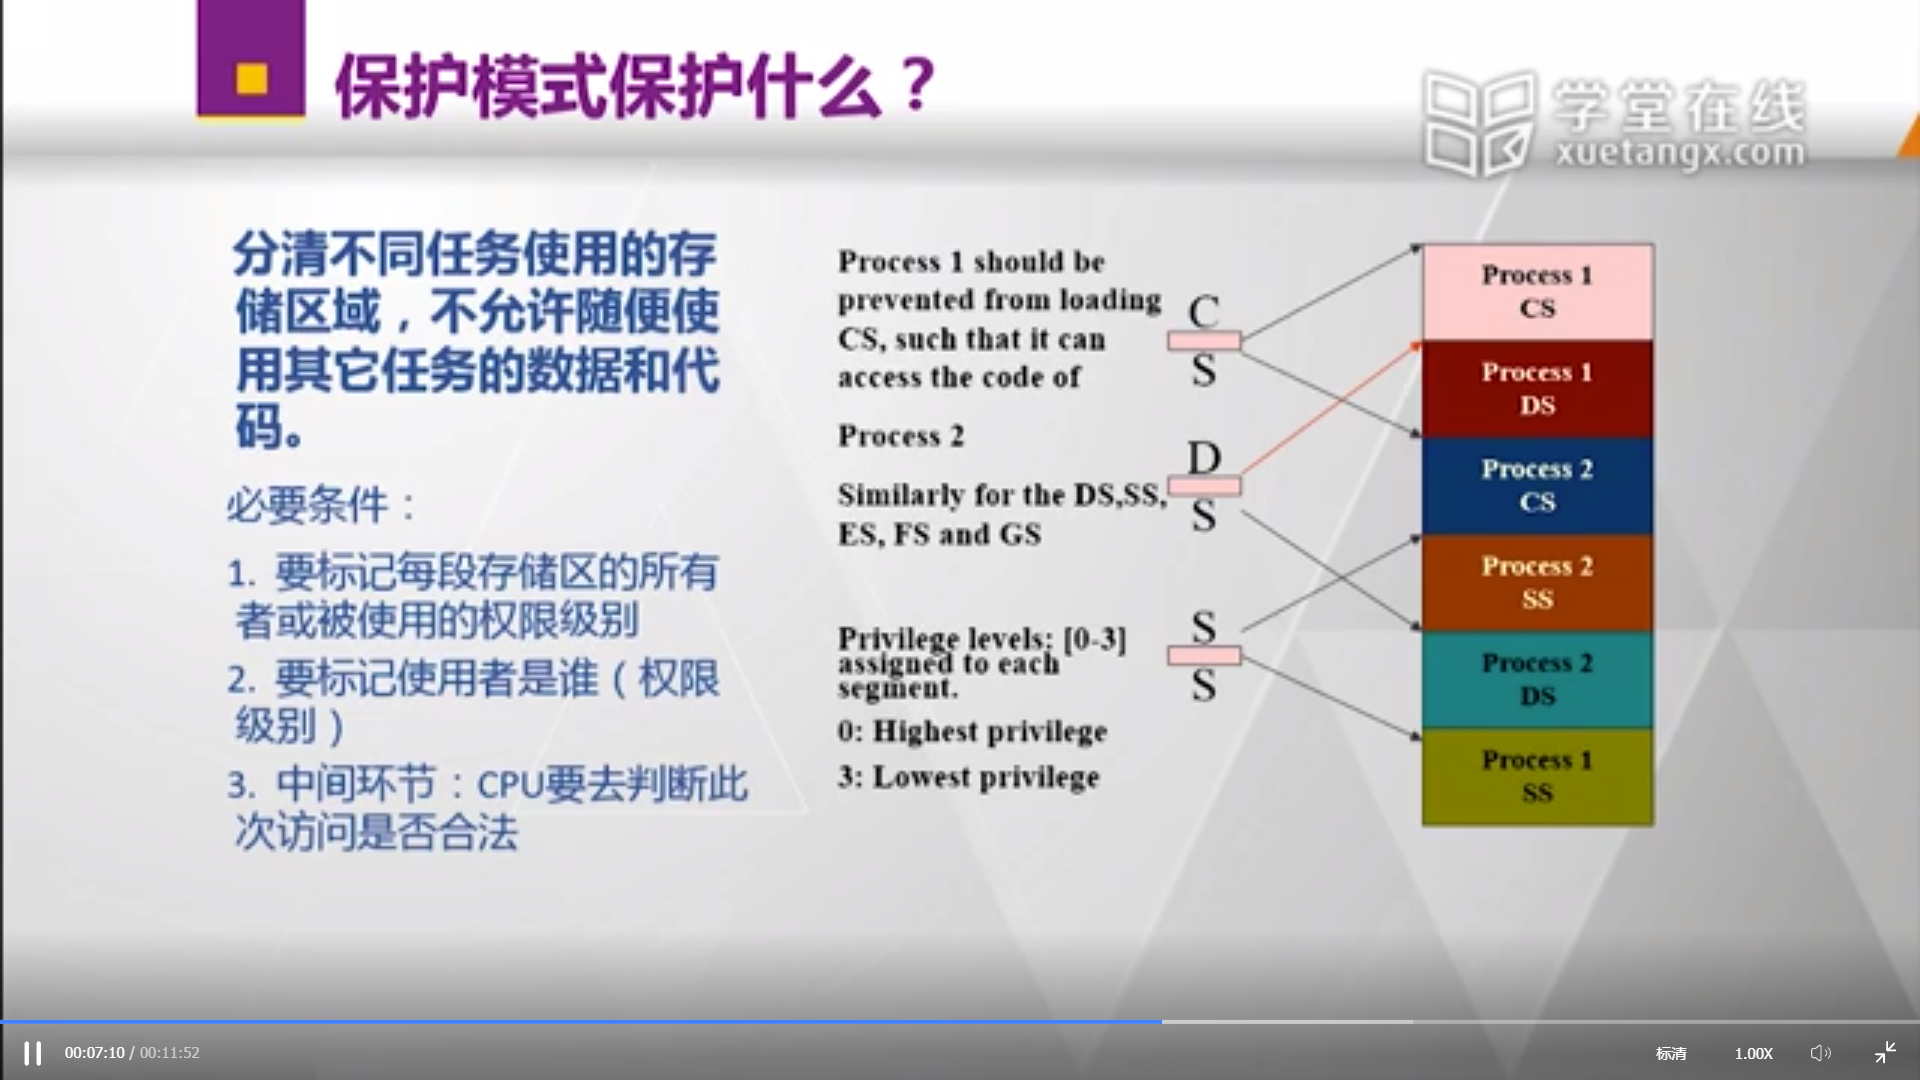 保护模式保护什么？
学堂在线
xuetangx.com
分清不同任务使用的存
储区域，不允许随便使
用其它任务的数据和代
码。
必要条件：
1. 要标记每段存储区的所有
者或被使用的权限级别
2. 要标记使用者是谁（权限
级别）
3. 中间环节：CPU要去判断此
次访问是否合法
Process 1 should be
prevented from loading
CS, such that it can
access the code of
Process 2
Similarly for the DS,SS,
ES, FS and GS
Privilege levels: [0-3]
assigned to each
segment.
0: Highest privilege
3: Lowest privilege
C
S
D
S
S
S
Process 1
CS
Process 1
DS
Process 2
CS
Process 2
SS
Process 2
DS
Process 1
SS
00:07:10 / 00:11:52
标清
1.00X